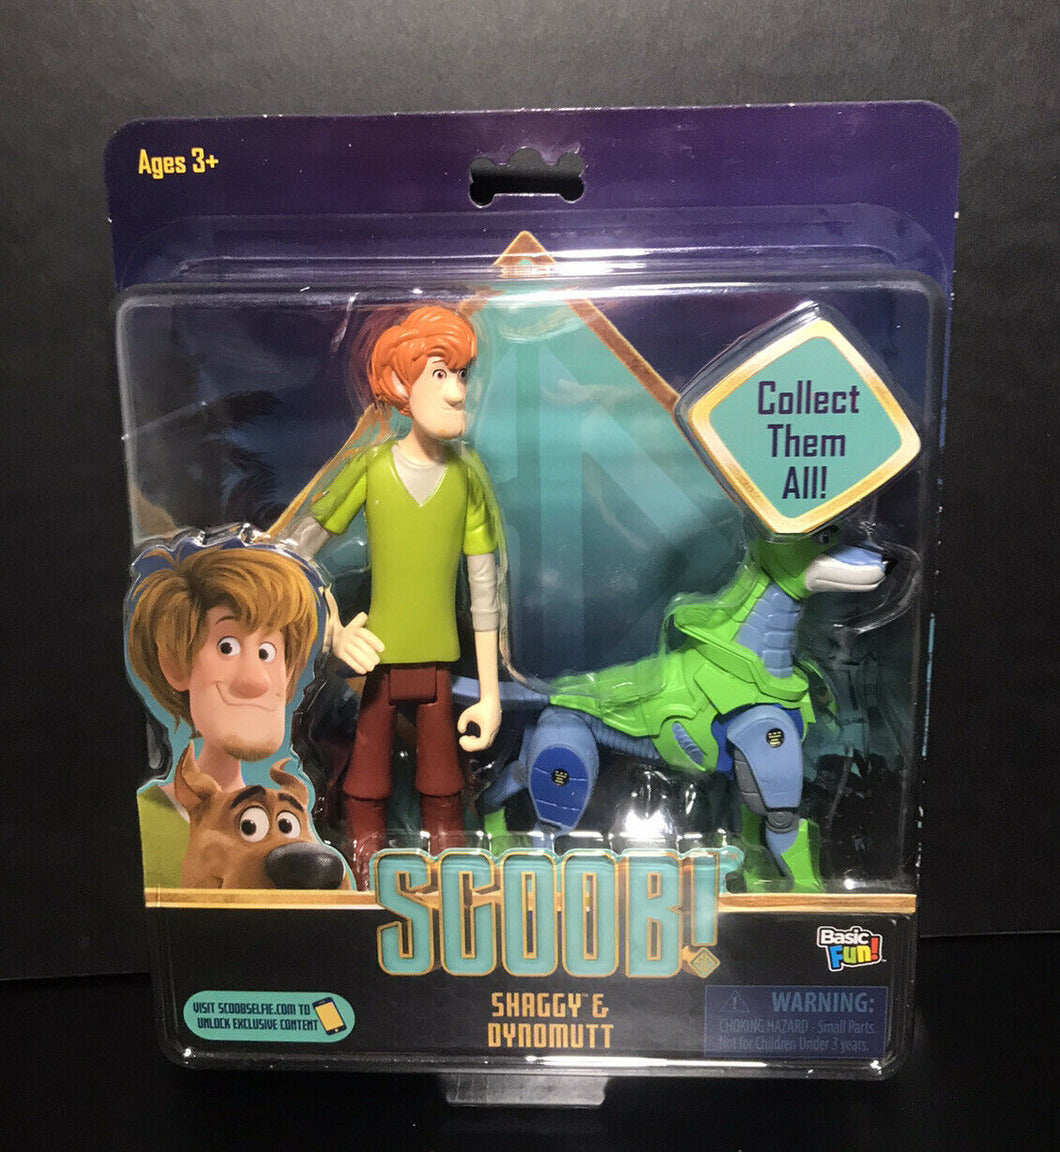 Ages 3+
Collect
Them
All!
SCOOB!
Basic
Fun!
SHAGGY™ &
DYNOMUTT
VISIT SCOOBSELFIE.COM TO
UNLOCK EXCLUSIVE CONTENT
WARNING:
CHOKING HAZARD - Small Parts.
Not for Children Under 3 years.